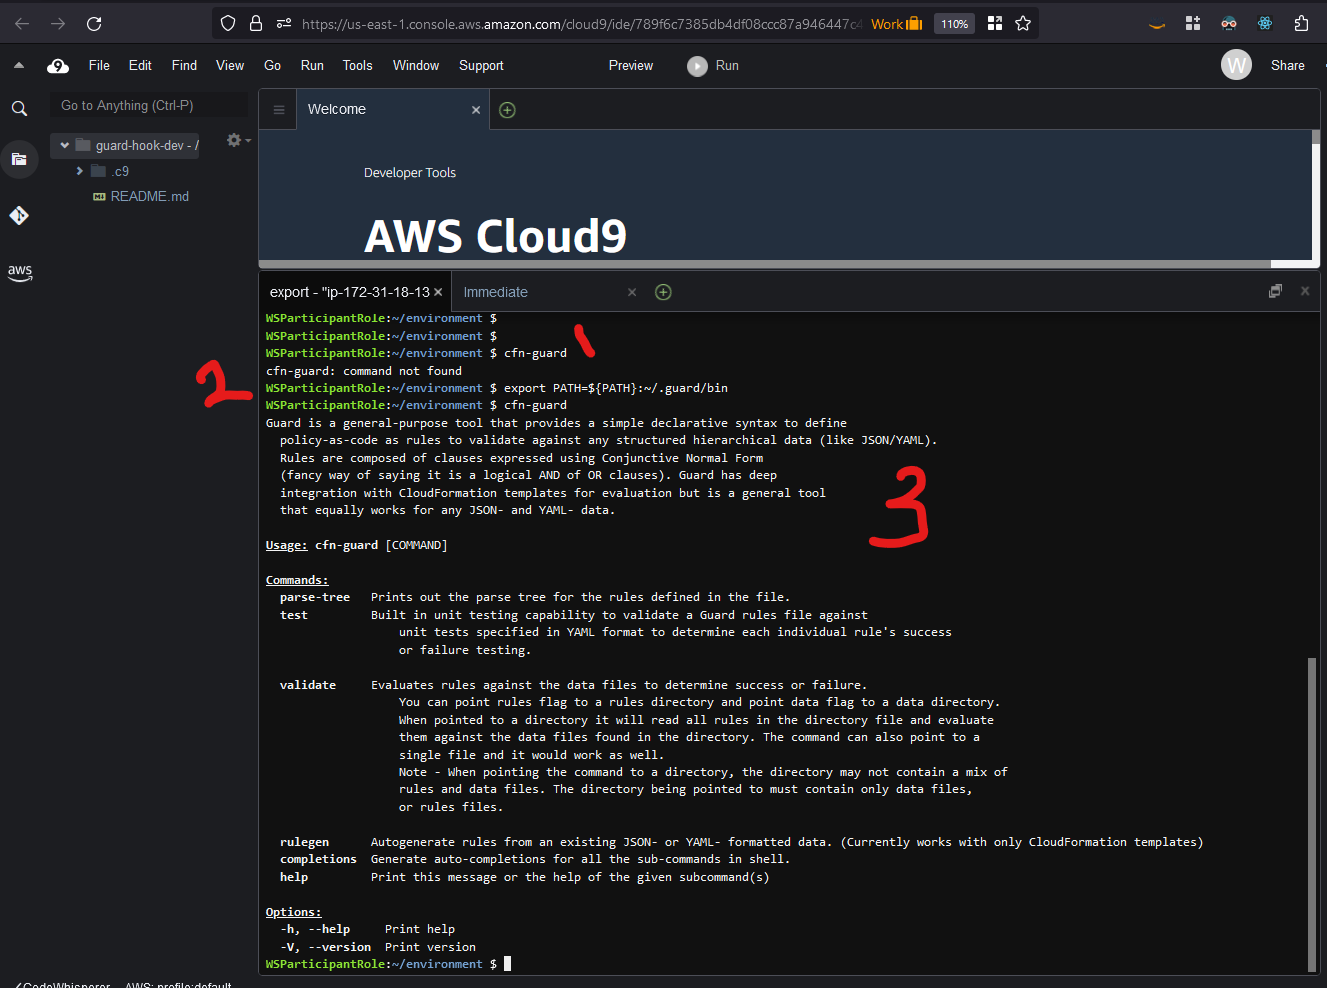 https://us-east-1.console.aws.amazon.com/cloud9/ide/789f6c7385db4df08ccc87a946447c4
Work
110%
9
File Edit Find View Go Run Tools Window Support Preview Run W Share
Go to Anything (Ctrl-P)
guard-hook-dev - /
.c9
README.md
aws
Welcome
Developer Tools
AWS Cloud9
export - "ip-172-31-18-13
Immediate
WSParticipantRole:~/environment $
WSParticipantRole:~/environment $
1
WSParticipantRole:~/environment $ cfn-guard
cfn-guard: command not found
2
WSParticipantRole:~/environment $ export PATH=${PATH}:~/.guard/bin
WSParticipantRole:~/environment $ cfn-guard
Guard is a general-purpose tool that provides a simple declarative syntax to define
policy-as-code as rules to validate against any structured hierarchical data (like JSON/YAML).
Rules are composed of clauses expressed using Conjunctive Normal Form
(fancy way of saying it is a logical AND of OR clauses). Guard has deep
integration with CloudFormation templates for evaluation but is a general tool
that equally works for any JSON- and YAML- data.
3
Usage: cfn-guard [COMMAND]
Commands:
parse-tree Prints out the parse tree for the rules defined in the file.
test Built in unit testing capability to validate a Guard rules file against
unit tests specified in YAML format to determine each individual rule's success
or failure testing.
validate Evaluates rules against the data files to determine success or failure.
You can point rules flag to a rules directory and point data flag to a data directory.
When pointed to a directory it will read all rules in the directory file and evaluate
them against the data files found in the directory. The command can also point to a
single file and it would work as well.
Note - When pointing the command to a directory, the directory may not contain a mix of
rules and data files. The directory being pointed to must contain only data files,
or rules files.
rulegen Autogenerate rules from an existing JSON- or YAML- formatted data. (Currently works with only CloudFormation templates)
completions Generate auto-completions for all the sub-commands in shell.
help Print this message or the help of the given subcommand(s)
Options:
-h, --help Print help
-V, --version Print version
WSParticipantRole:~/environment $
CodeWhisperer AWS: profile:default